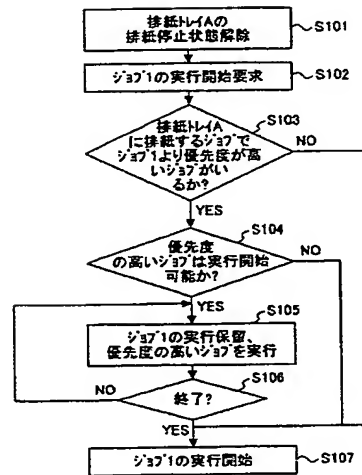 排紙トレイAの
排紙停止状態解除
S101
ジョブ1の実行開始要求
S102
排紙トレイA
に排紙するジョブで
ジョブ1より優先度が高
いジョブがい
るか?
S103
NO
YES
優先度
の高いジョブは実行開始
可能か?
S104
NO
YES
ジョブ1の実行保留、
優先度の高いジョブを実行
S105
終了?
S106
NO
YES
ジョブ1の実行開始
S107